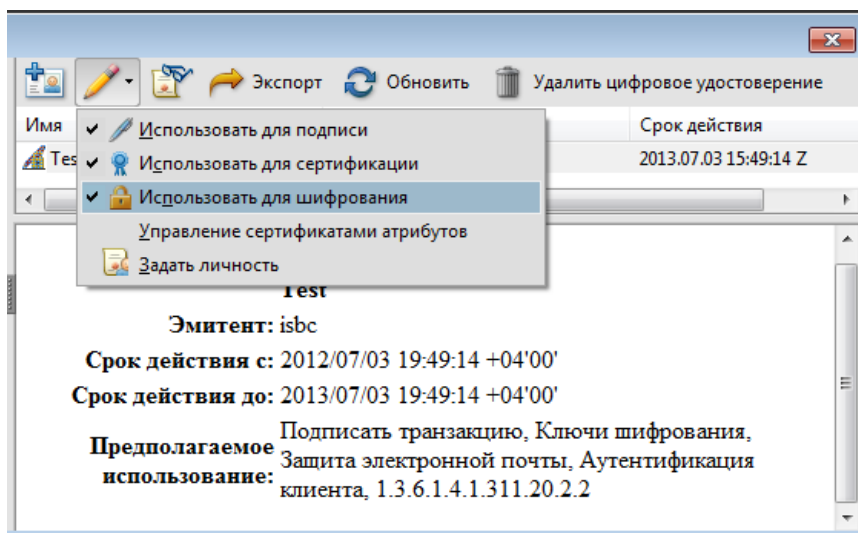 Экспорт Обновить Удалить цифровое удостоверение
Имя Срок действия
Tes 2013.07.03 15:49:14 Z
Использовать для подписи
Использовать для сертификации
Использовать для шифрования
Управление сертификатами атрибутов
Задать личность
Test
Эмитент: isbc
Срок действия с: 2012/07/03 19:49:14 +04'00'
Срок действия до: 2013/07/03 19:49:14 +04'00'
Предполагаемое использование: Подписать транзакцию, Ключи шифрования,
Защита электронной почты, Аутентификация
клиента, 1.3.6.1.4.1.311.20.2.2